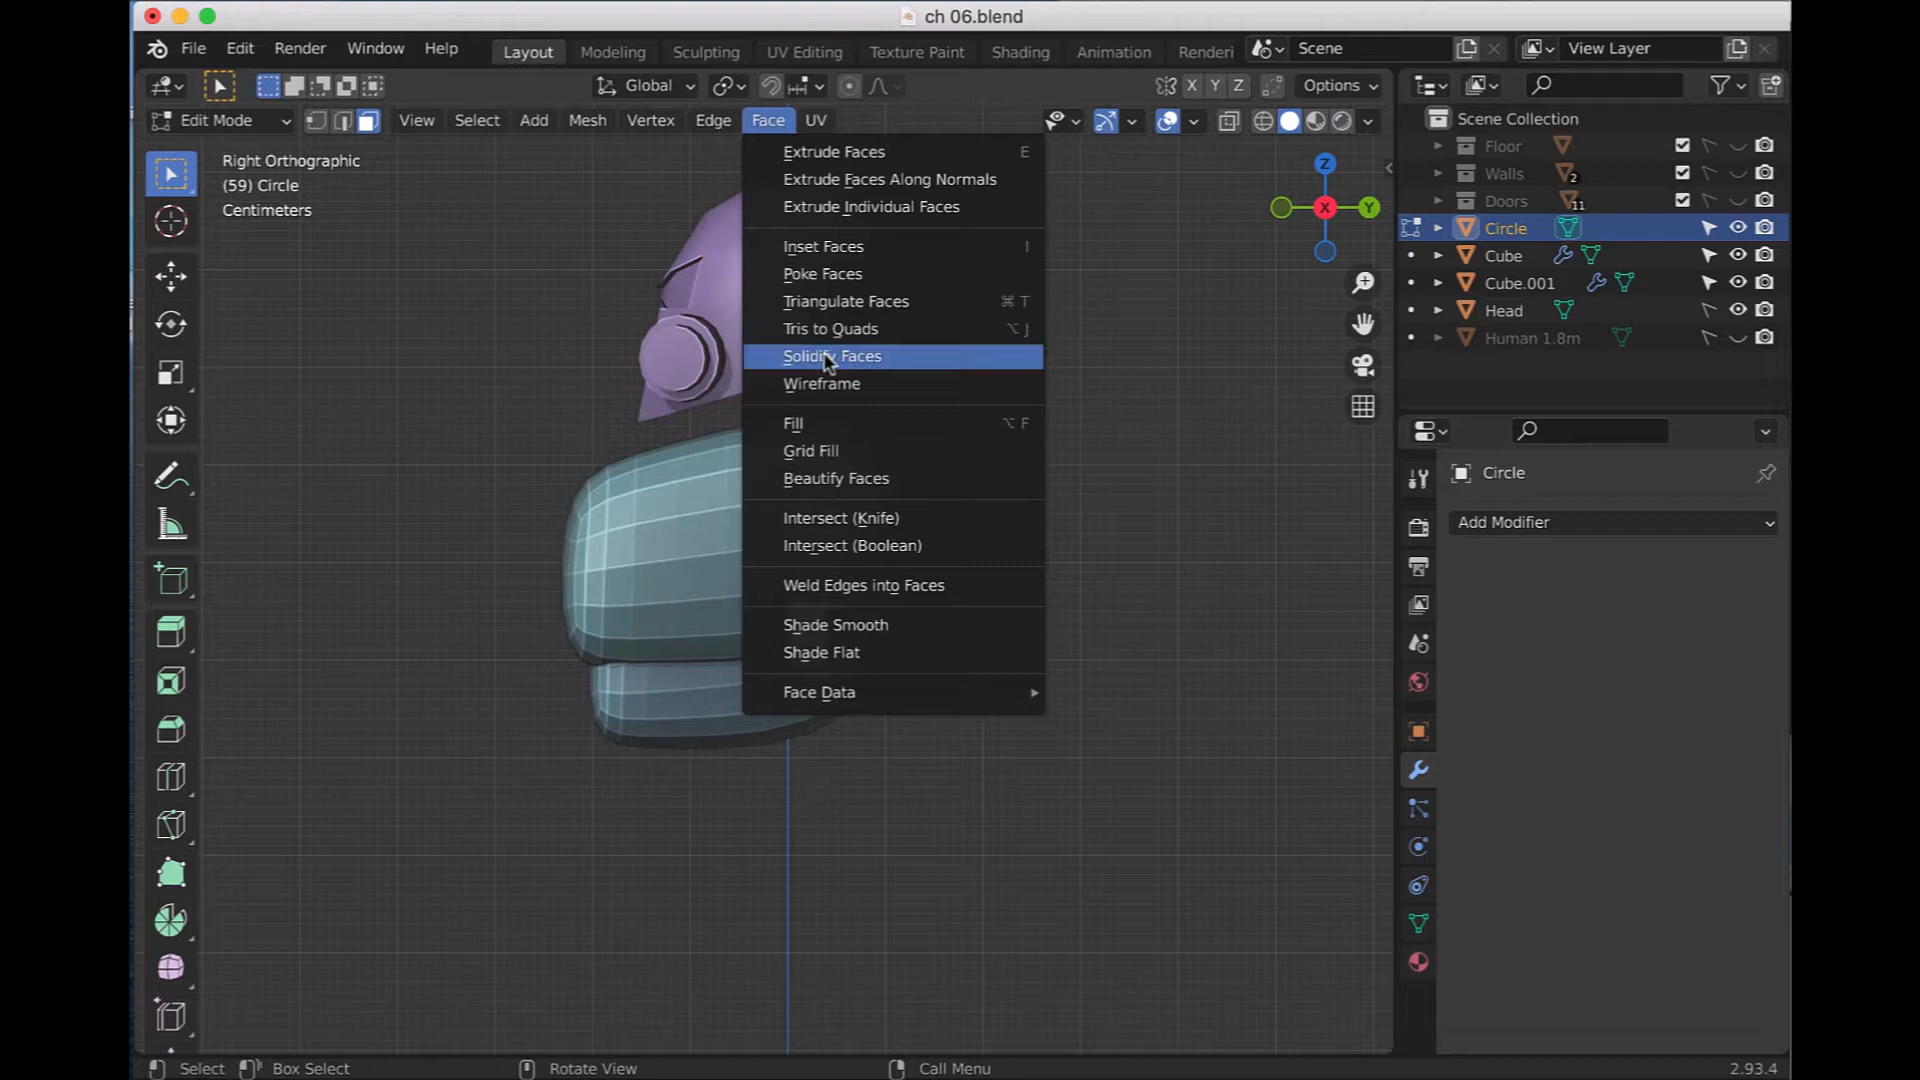 ch 06.blend
File Edit Render Window Help Layout Modeling Sculpting UV Editing Texture Paint Shading Animation Renderi Scene View Layer
Global X Y Z Options
Edit Mode View Select Add Mesh Vertex Edge Face UV
Right Orthographic
(59) Circle
Centimeters
Extrude Faces E
Extrude Faces Along Normals
Extrude Individual Faces
Inset Faces I
Poke Faces
Triangulate Faces ⌘ T
Tris to Quads ⌥ J
Solidify Faces
Wireframe
Fill ⌥ F
Grid Fill
Beautify Faces
Intersect (Knife)
Intersect (Boolean)
Weld Edges into Faces
Shade Smooth
Shade Flat
Face Data
Z
X
Y
Scene Collection
Floor
Walls 2
Doors 11
Circle
Cube
Cube.001
Head
Human 1.8m
Circle
Add Modifier
Select Box Select Rotate View Call Menu 2.93.4